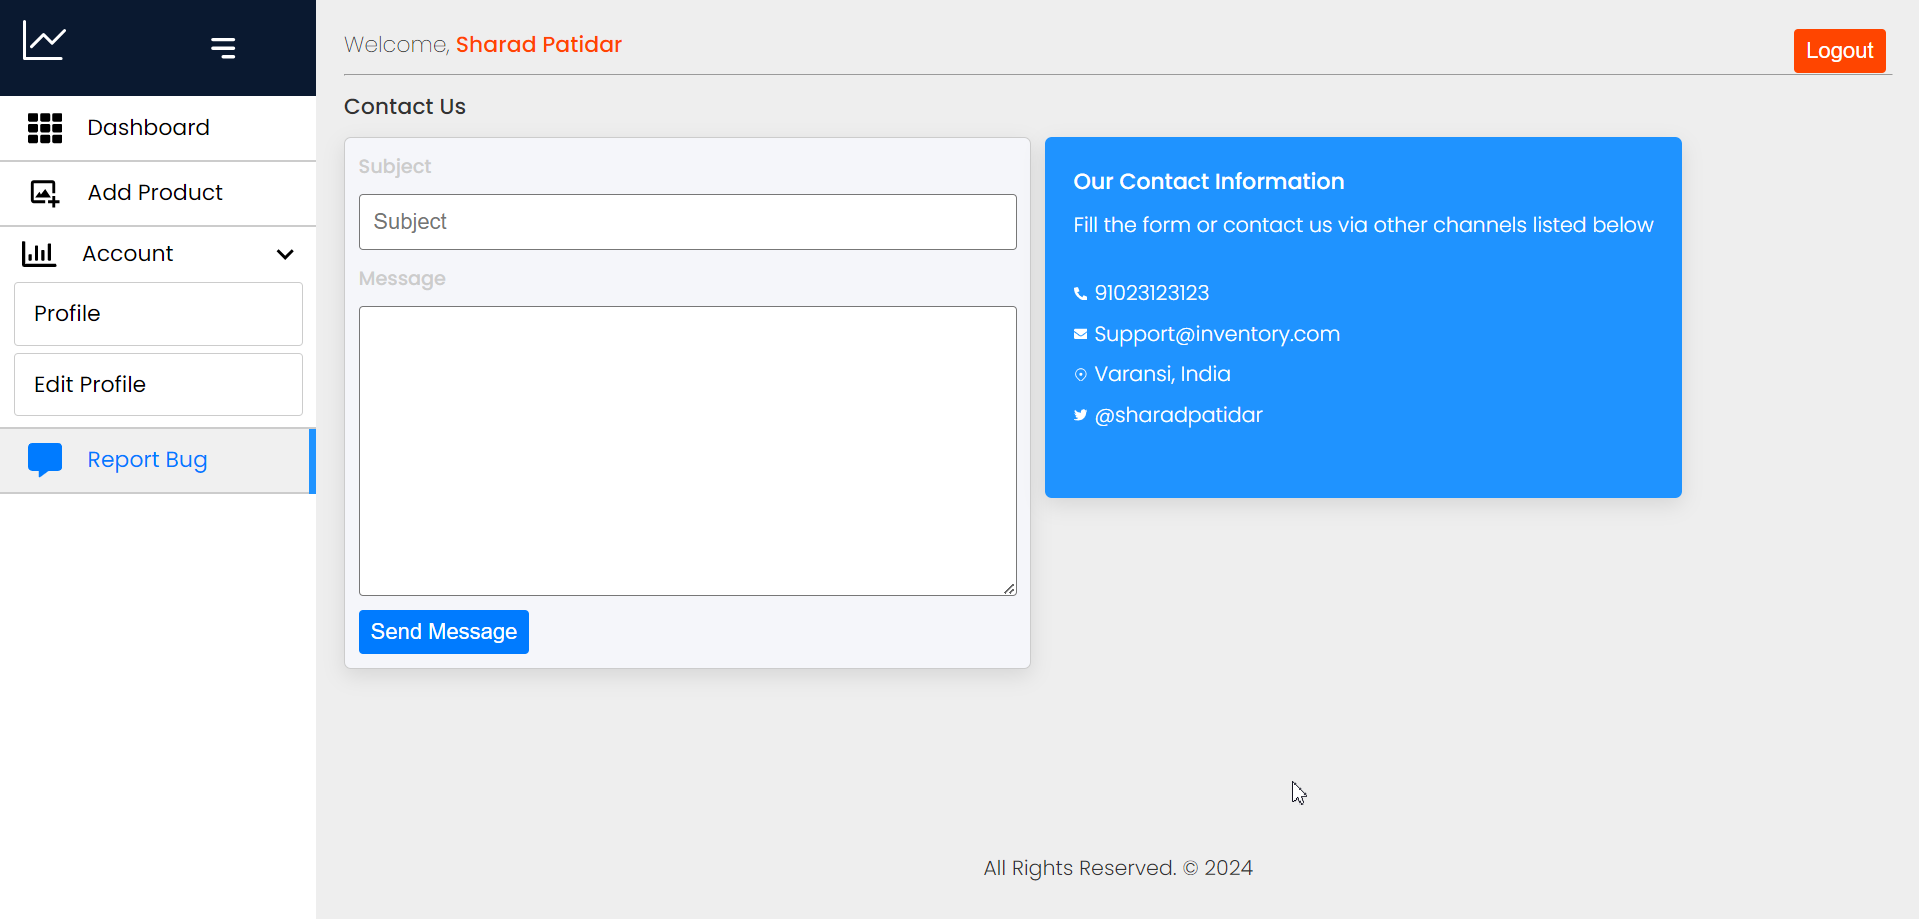 Welcome, Sharad Patidar
Logout
Dashboard
Add Product
Account
Profile
Edit Profile
Report Bug
Contact Us
Subject
Subject
Message
Send Message
Our Contact Information
Fill the form or contact us via other channels listed below
91023123123
Support@inventory.com
Varansi, India
@sharadpatidar
All Rights Reserved. © 2024